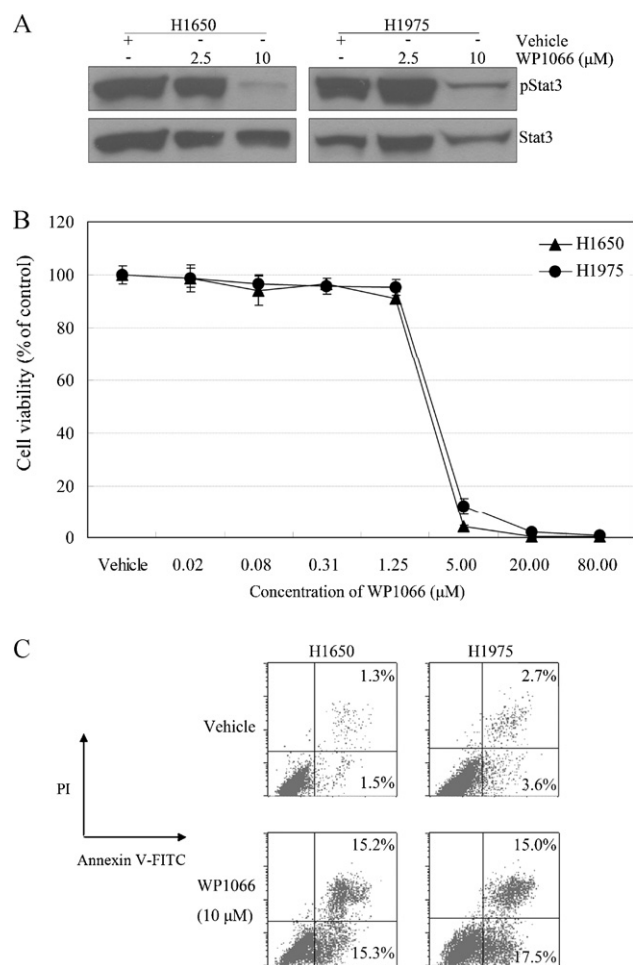 A
H1650 H1975
+ - - + - - Vehicle
- 2.5 10 - 2.5 10 WP1066 (μM)
pStat3
Stat3
B
120
100
80
60
40
20
0
Cell viability (% of control)
H1650
H1975
Vehicle 0.02 0.08 0.31 1.25 5.00 20.00 80.00
Concentration of WP1066 (μM)
C
H1650 H1975
Vehicle
1.3% 2.7%
1.5% 3.6%
PI
Annexin V-FITC
WP1066
(10 μM)
15.2% 15.0%
15.3% 17.5%